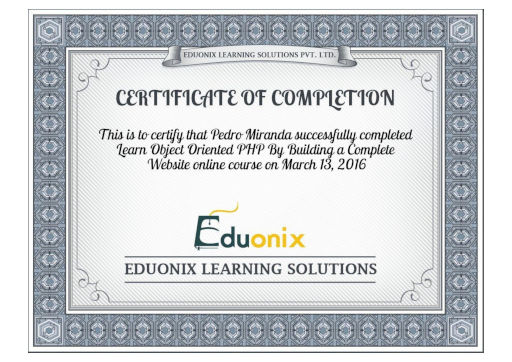 EDUONIX LEARNING SOLUTIONS PVT. LTD.
CERTIFICATE OF COMPLETION
This is to certify that Pedro Miranda successfully completed
Learn Object Oriented PHP By Building a Complete
Website online course on March 13, 2016
Eduonix
EDUONIX LEARNING SOLUTIONS